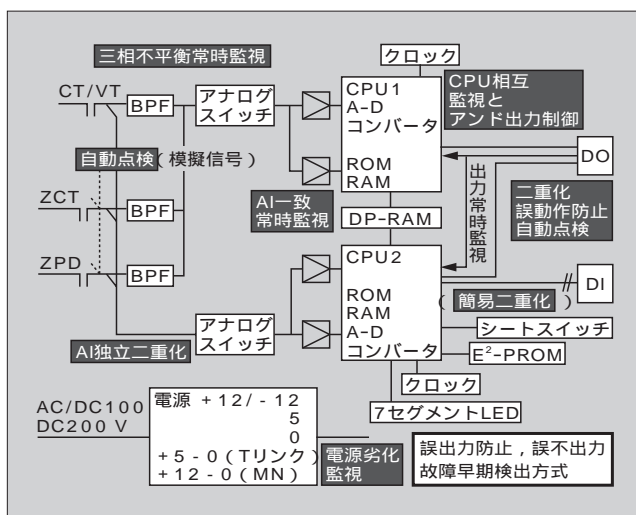 三相不平衡常時監視
クロック
CT/VT
BPF
アナログ
スイッチ
CPU1
A-D
コンバータ
ROM
RAM
CPU相互
監視と
アンド出力制御
自動点検(模擬信号)
DO
ZCT
BPF
AI一致
常時監視
DP-RAM
出力常時監視
二重化
誤動作防止
自動点検
ZPD
BPF
CPU2
ROM
RAM
A-D
コンバータ
DI
(簡易二重化)
アナログ
スイッチ
AI独立二重化
シートスイッチ
E²-PROM
クロック
7セグメントLED
AC/DC100
DC200 V
電源 +12/-12
5
0
+5-0(Tリンク)
+12-0(MN)
電源劣化
監視
誤出力防止,誤不出力
故障早期検出方式